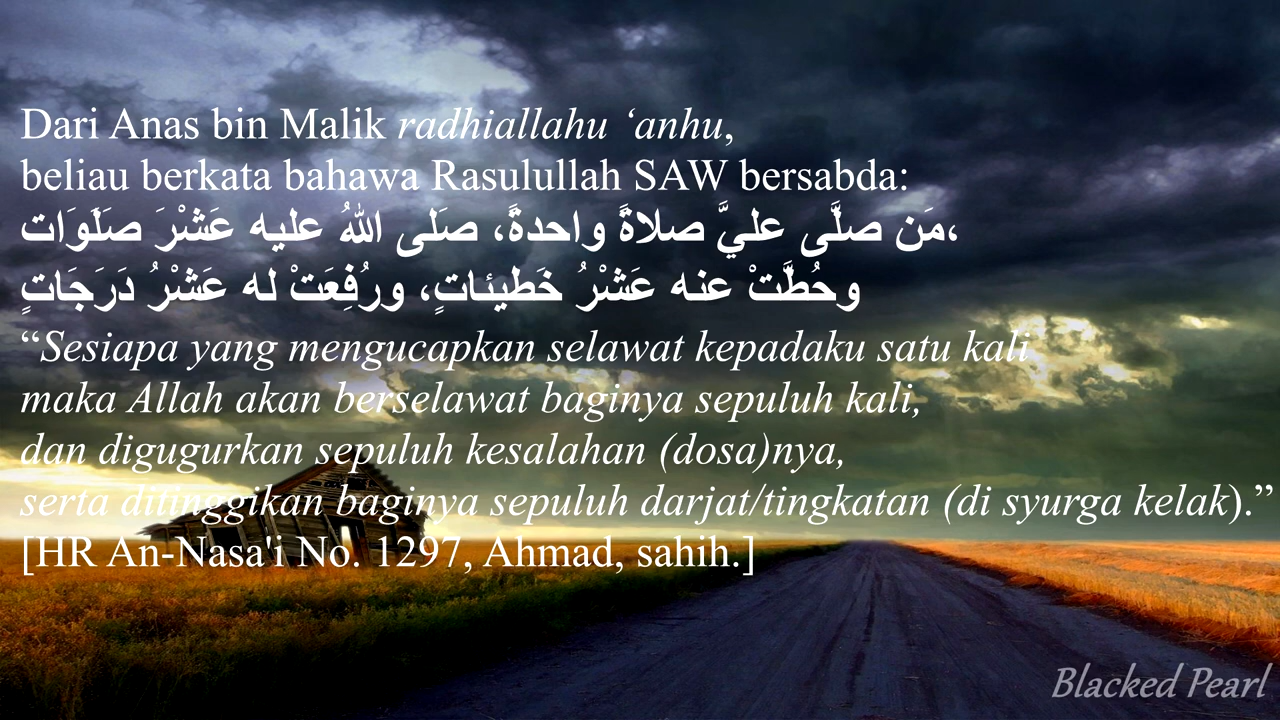 Dari Anas bin Malik radhiallahu ‘anhu,
beliau berkata bahawa Rasulullah SAW bersabda:
مَن صلَّى عليَّ صلاةً واحدةً، صَلى اللهُ عليه عَشْرَ صَلَوَات،
وحُطَّتْ عنه عَشْرُ خَطيئاتٍ، ورُفِعَتْ له عَشْرُ دَرَجَاتٍ
“Sesiapa yang mengucapkan selawat kepadaku satu kali
maka Allah akan berselawat baginya sepuluh kali,
dan digugurkan sepuluh kesalahan (dosa)nya,
serta ditinggikan baginya sepuluh darjat/tingkatan (di syurga kelak).”
[HR An-Nasa'i No. 1297, Ahmad, sahih.]
Blacked Pearl